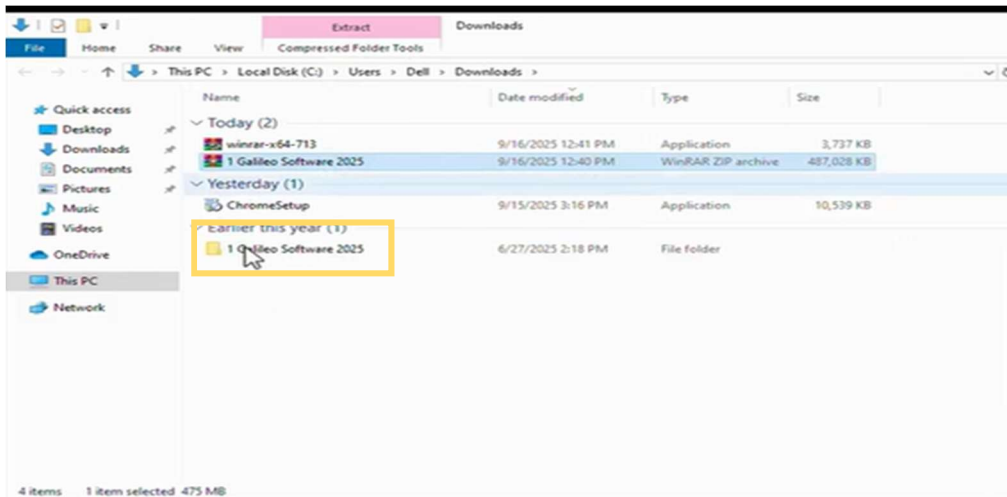 Extract
Downloads
File Home Share View Compressed Folder Tools
This PC > Local Disk (C:) > Users > Dell > Downloads >
Name Date modified Type Size
Quick access
Desktop
Downloads
Documents
Pictures
Music
Videos
OneDrive
This PC
Network
Today (2)
winrar-x64-713 9/16/2025 12:41 PM Application 3,737 KB
1 Galileo Software 2025 9/16/2025 12:40 PM WinRAR ZIP archive 487,028 KB
Yesterday (1)
ChromeSetup 9/15/2025 3:16 PM Application 10,539 KB
Earlier this year (1)
1 Galileo Software 2025 6/27/2025 2:18 PM File folder
4 items 1 item selected 475 MB